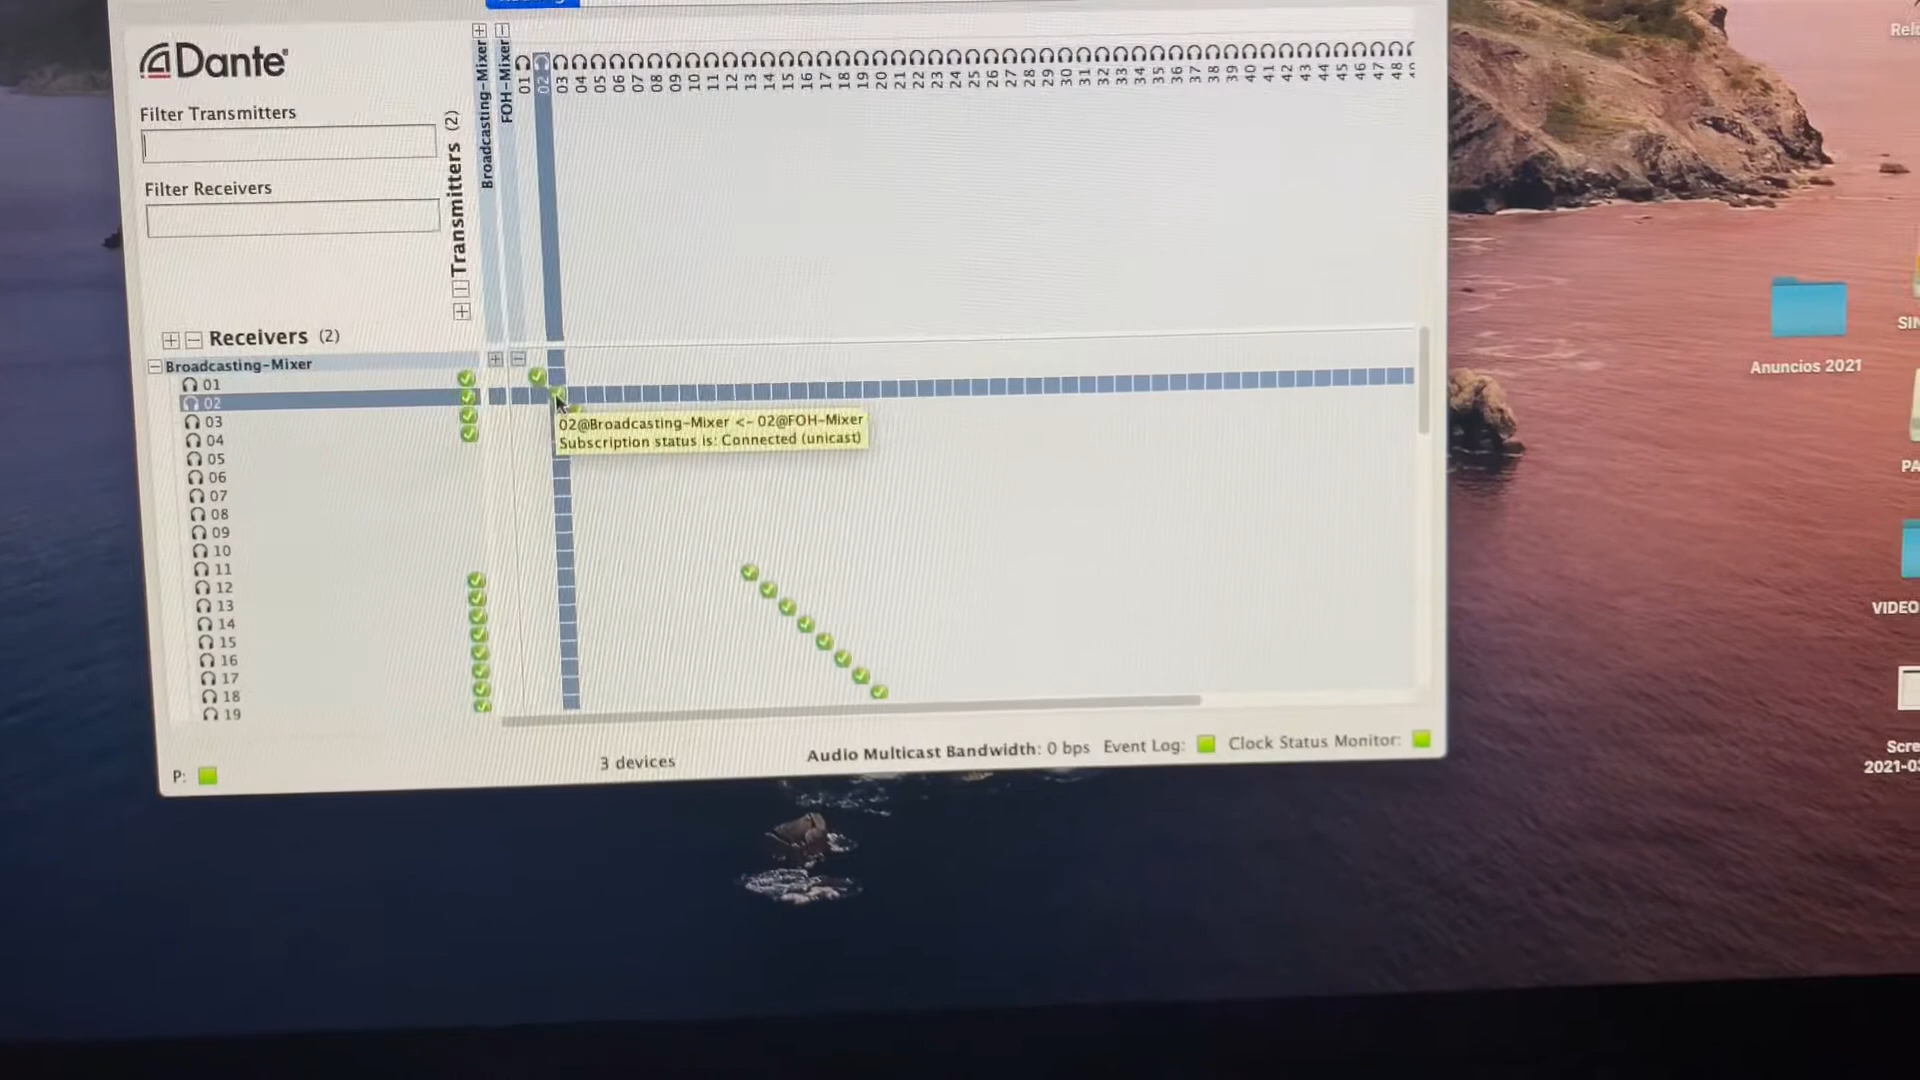 Dante
Filter Transmitters
Filter Receivers
Transmitters (2)
Broadcasting-Mixer
FOH-Mixer
01 02 03 04 05 06 07 08 09 10 11 12 13 14 15 16 17 18 19 20 21 22 23 24 25 26 27 28 29 30 31 32 33 34 35 36 37 38 39 40 41 42 43 44 45 46 47 48
Receivers (2)
Broadcasting-Mixer
01
02
03
04
05
06
07
08
09
10
11
12
13
14
15
16
17
18
19
02@Broadcasting-Mixer <- 02@FOH-Mixer
Subscription status is: Connected (unicast)
P:
3 devices
Audio Multicast Bandwidth: 0 bps Event Log: Clock Status Monitor:
Anuncios 2021
SIN
PA
VIDEO
Scre
2021-03